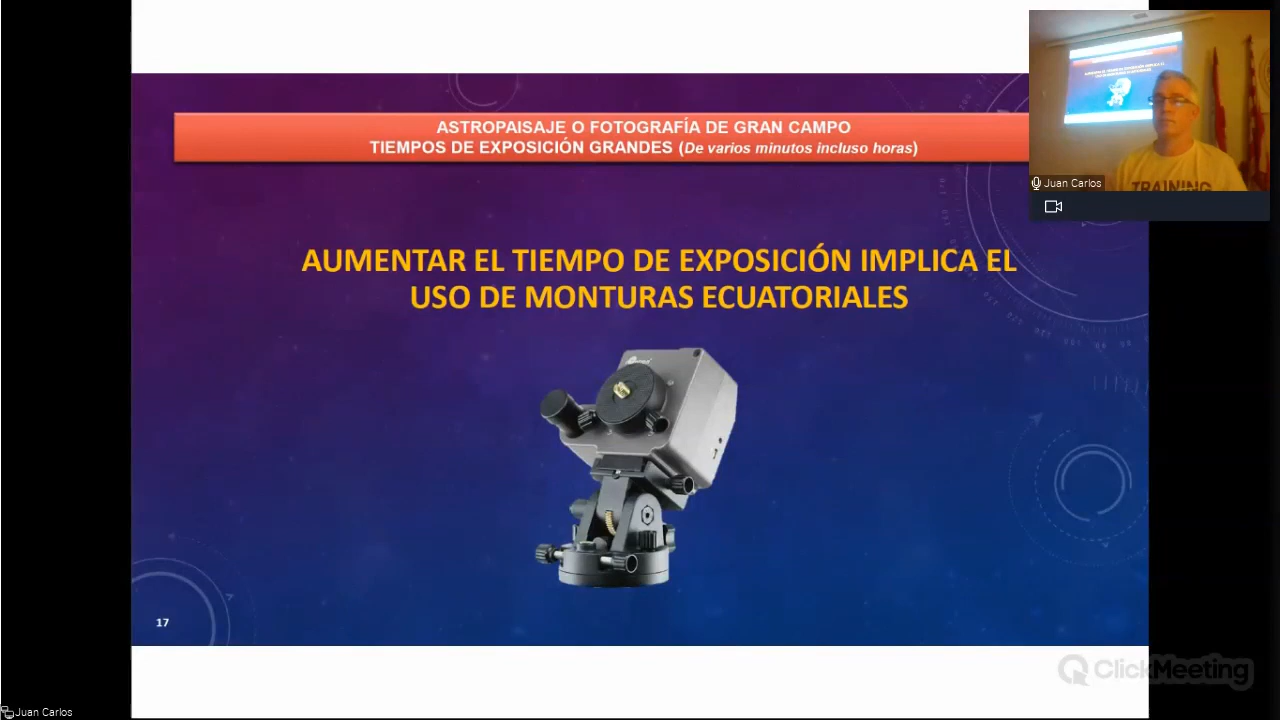 ASTROPAISAJE O FOTOGRAFÍA DE GRAN CAMPO
TIEMPOS DE EXPOSICIÓN GRANDES (De varios minutos incluso horas)
AUMENTAR EL TIEMPO DE EXPOSICIÓN IMPLICA EL
USO DE MONTURAS ECUATORIALES
17
TRAINING
Juan Carlos
ClickMeeting
Juan Carlos